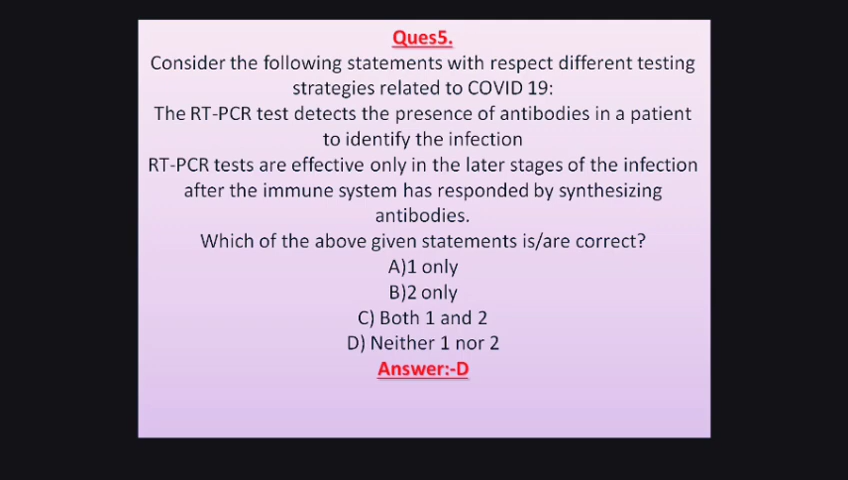 Ques5.
Consider the following statements with respect different testing
strategies related to COVID 19:
The RT-PCR test detects the presence of antibodies in a patient
to identify the infection
RT-PCR tests are effective only in the later stages of the infection
after the immune system has responded by synthesizing
antibodies.
Which of the above given statements is/are correct?
A)1 only
B)2 only
C) Both 1 and 2
D) Neither 1 nor 2
Answer:-D